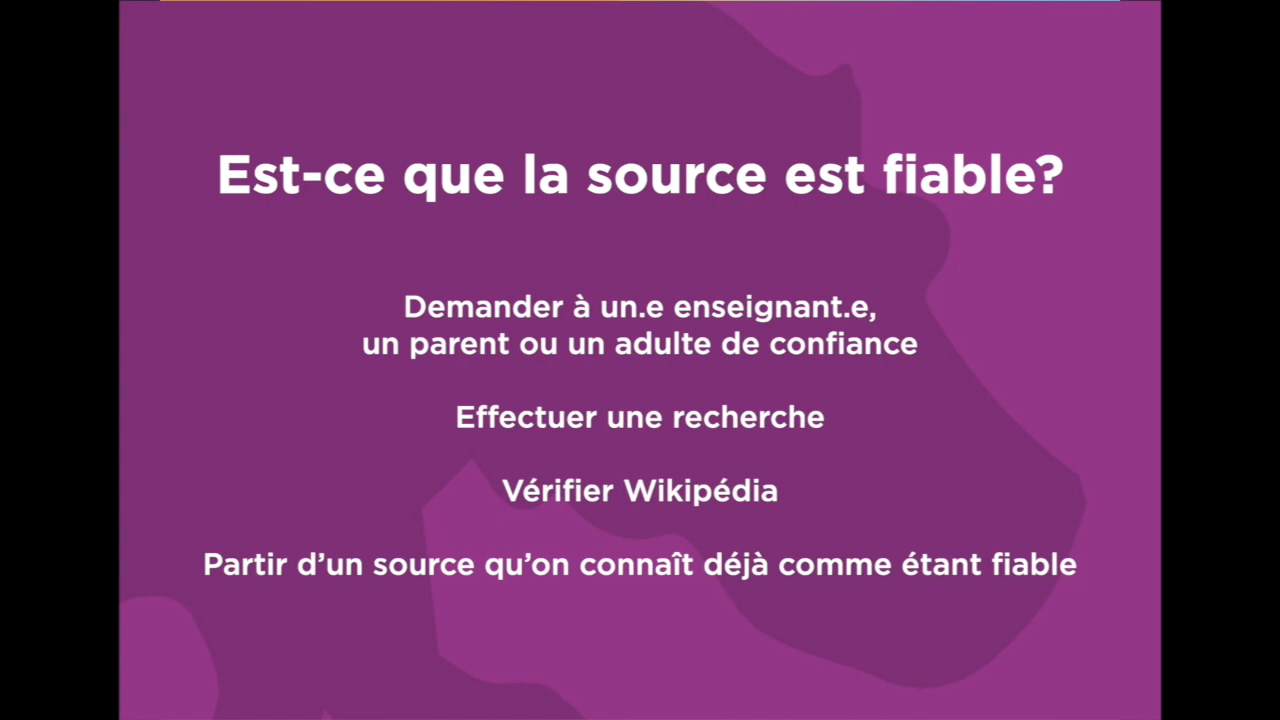 Est-ce que la source est fiable?
Demander à un.e enseignant.e,
un parent ou un adulte de confiance
Effectuer une recherche
Vérifier Wikipédia
Partir d’un source qu’on connaît déjà comme étant fiable